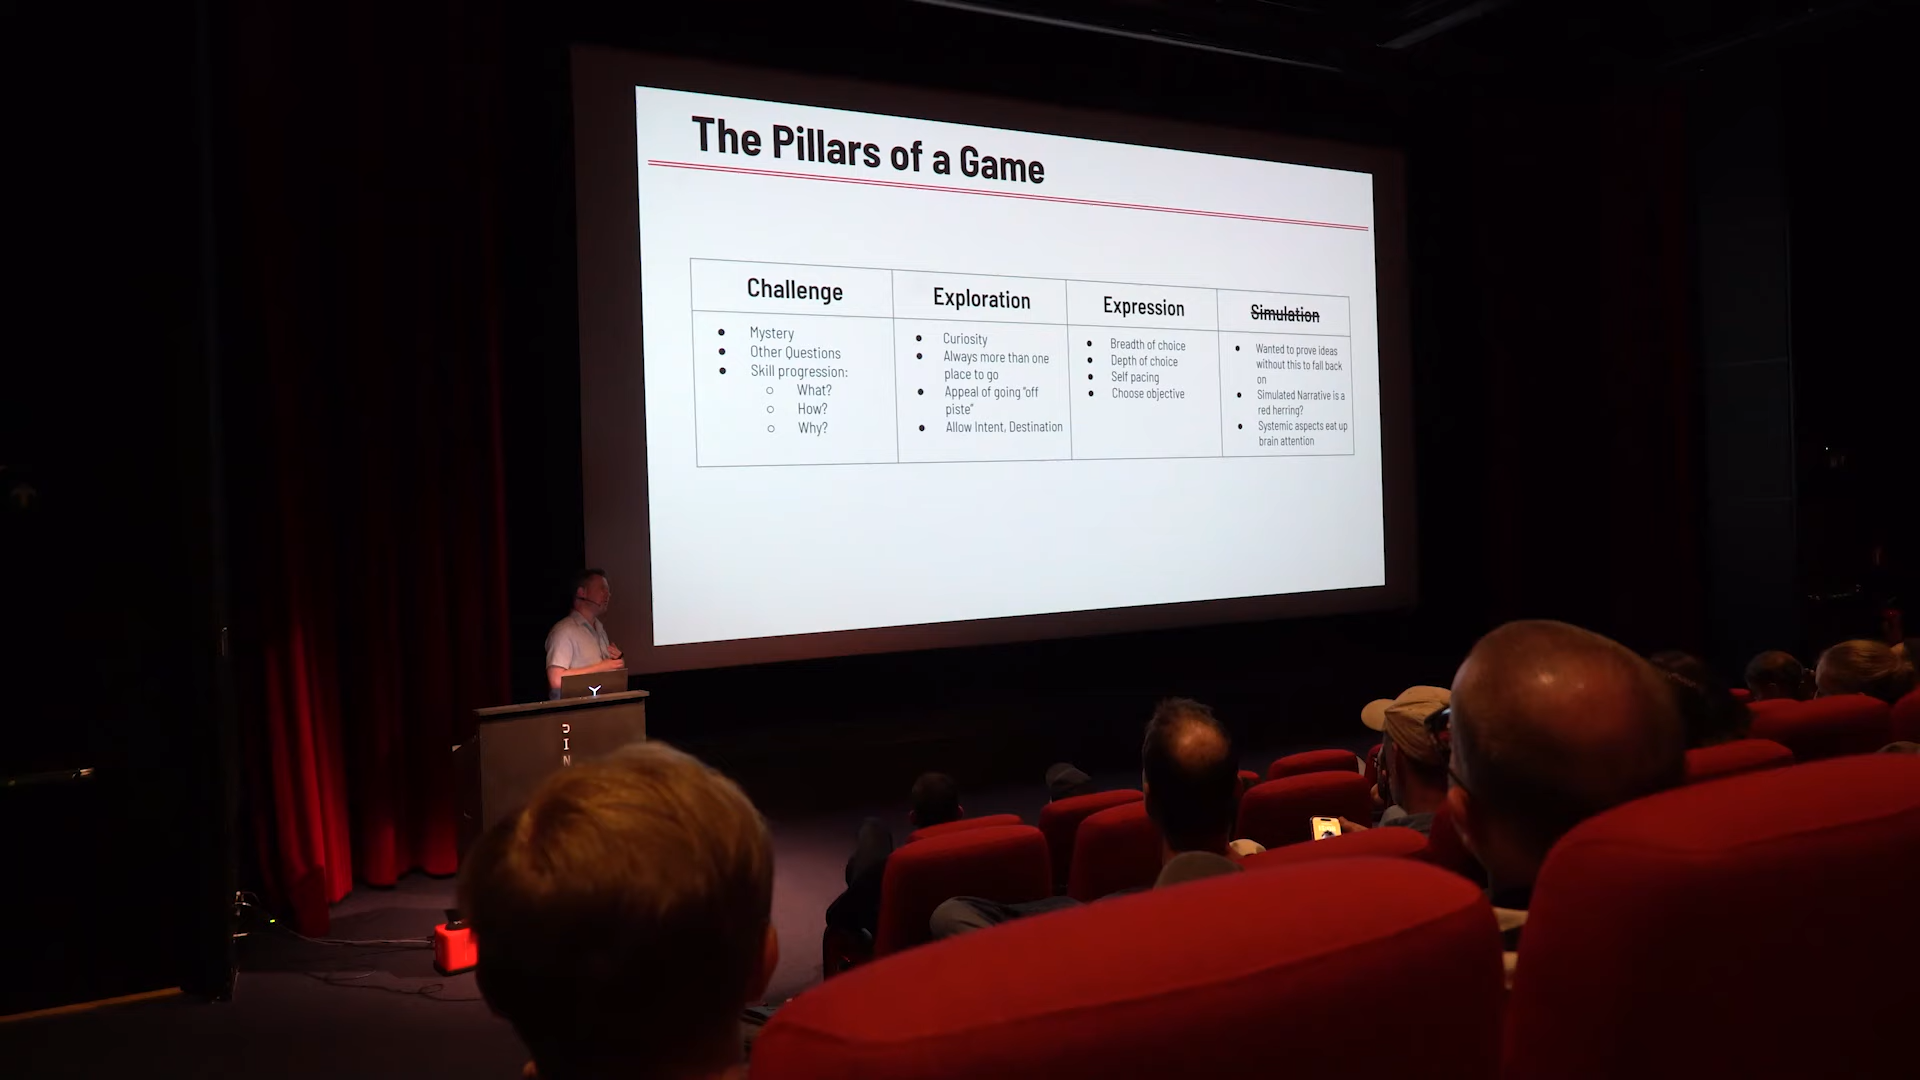 The Pillars of a Game
Challenge
Mystery
Other Questions
Skill progression:
What?
How?
Why?
Exploration
Curiosity
Always more than one
place to go
Appeal of going "off
piste"
Allow Intent, Destination
Expression
Breadth of choice
Depth of choice
Self pacing
Choose objective
Simulation
Wanted to prove ideas
without this to fall back
on
Simulated Narrative is a
red herring?
Systemic aspects eat up
brain attention